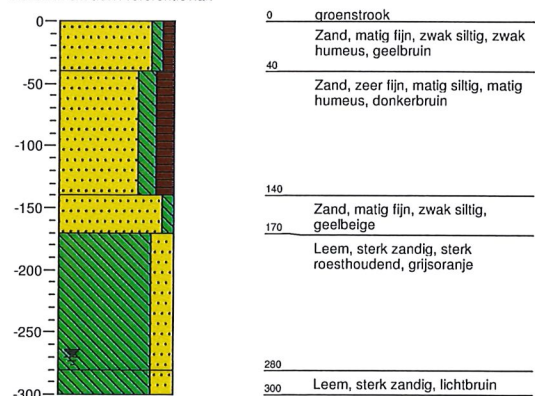 0
-50
-100
-150
-200
-250
-300
0 groenstrook
Zand, matig fijn, zwak siltig, zwak
humeus, geelbruin
40
Zand, zeer fijn, matig siltig, matig
humeus, donkerbruin
140
Zand, matig fijn, zwak siltig,
geelbeige
170
Leem, sterk zandig, sterk
roesthoudend, grijsoranje
280
Leem, sterk zandig, lichtbruin
300